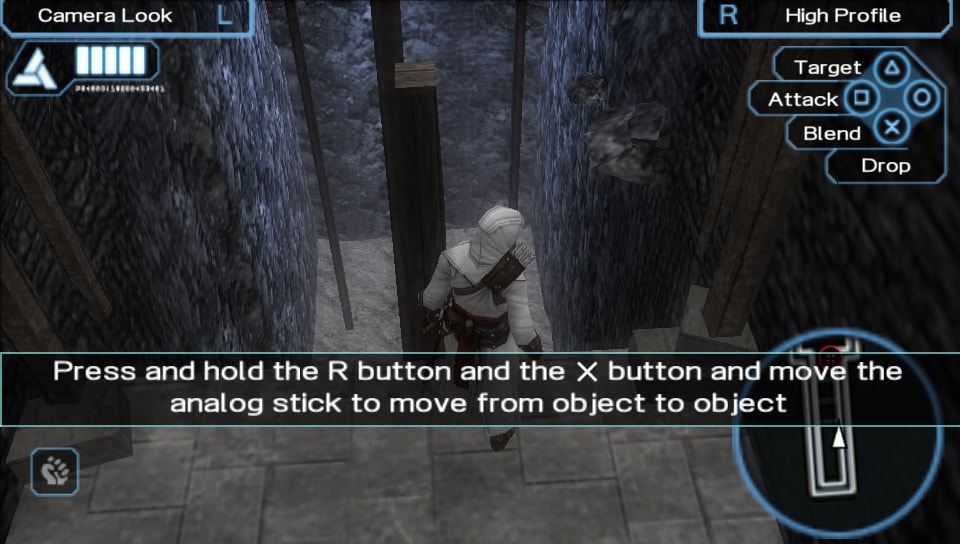 Camera Look L
R High Profile
Target
Attack
Blend
Drop
Press and hold the R button and the X button and move the
analog stick to move from object to object